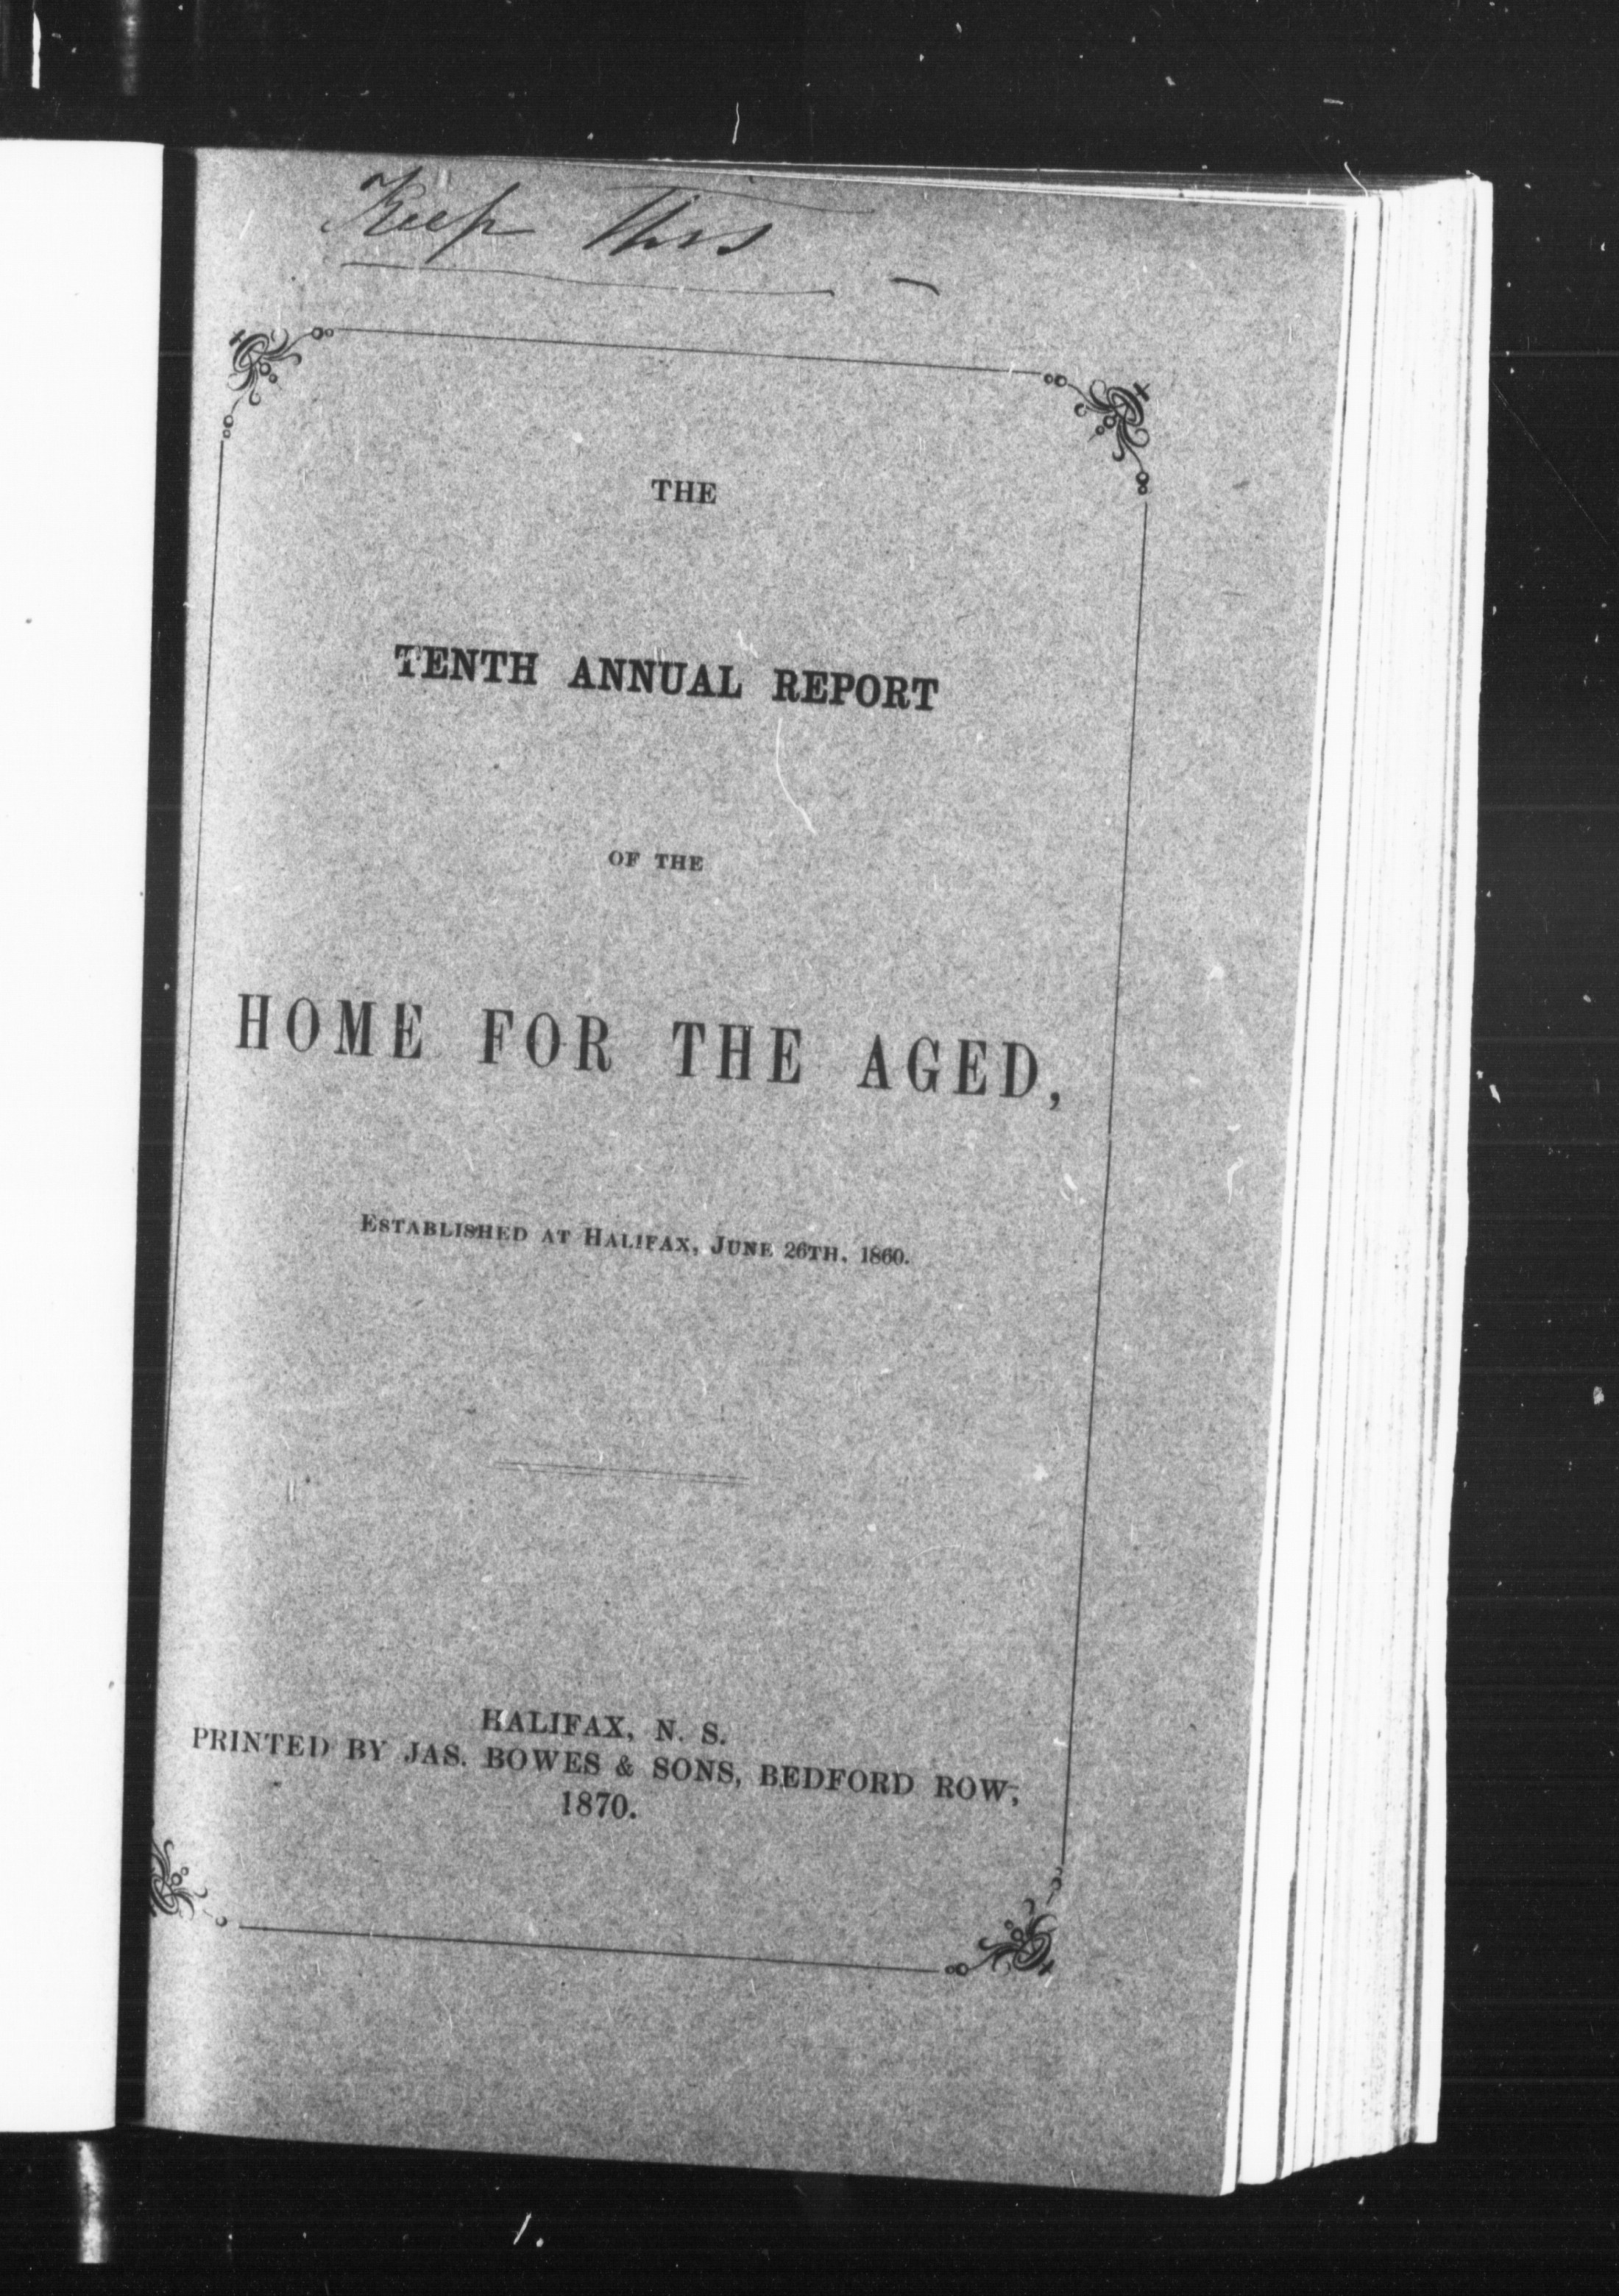 Keep This
THE
TENTH ANNUAL REPORT
OF THE
HOME FOR THE AGED,
ESTABLISHED AT HALIFAX, JUNE 26TH, 1860.
HALIFAX, N. S.
PRINTED BY JAS. BOWES & SONS, BEDFORD ROW,
1870.